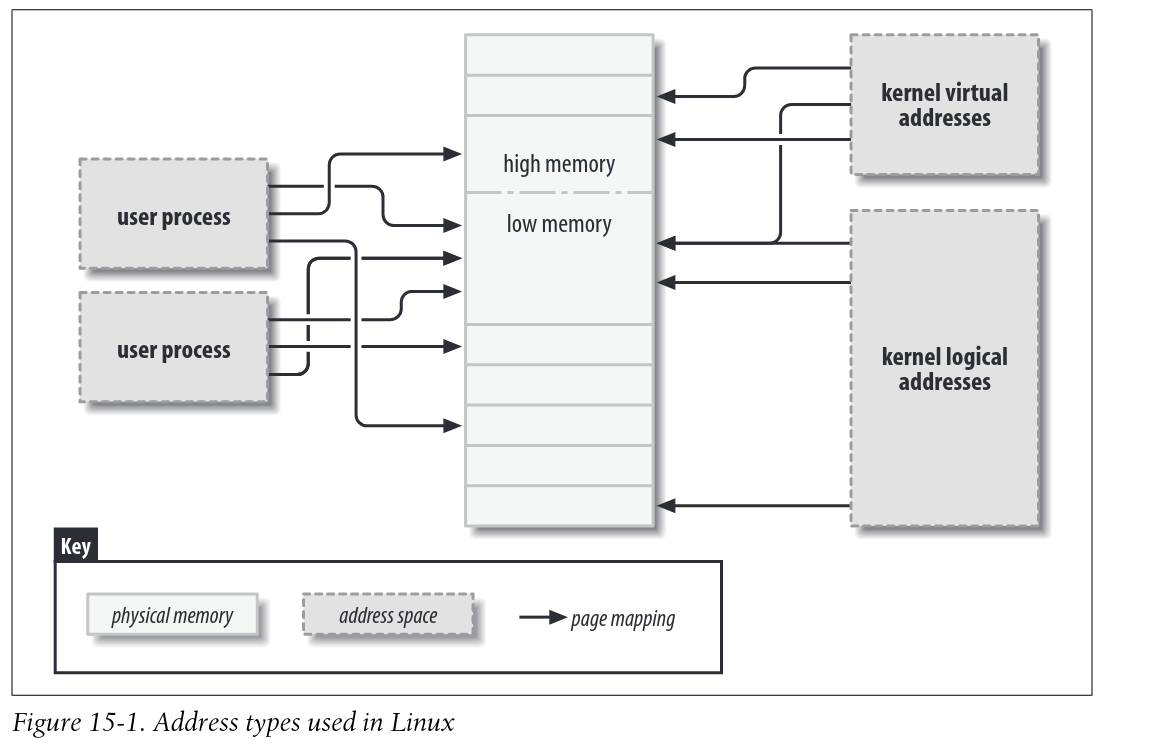 kernel virtual
addresses
high memory
user process
low memory
user process
kernel logical
addresses
Key
physical memory
address space
page mapping
Figure 15-1. Address types used in Linux